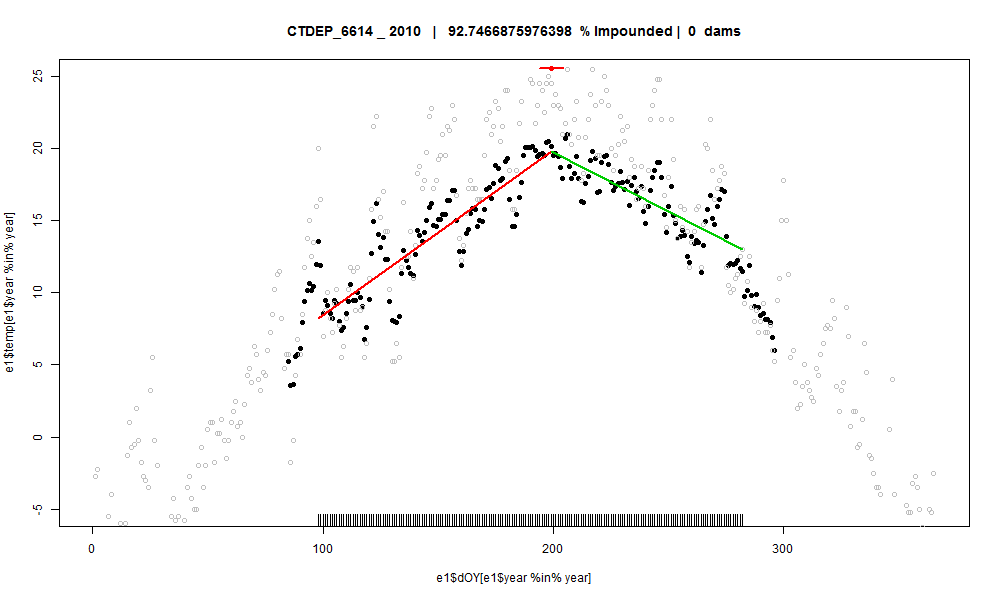 CTDEP_6614 _ 2010 | 92.7466875976398 % Impounded | 0 dams
e1$temp[e1$year %in% year]
25
20
15
10
5
0
-5
0 100 200 300
e1$dOY[e1$year %in% year]